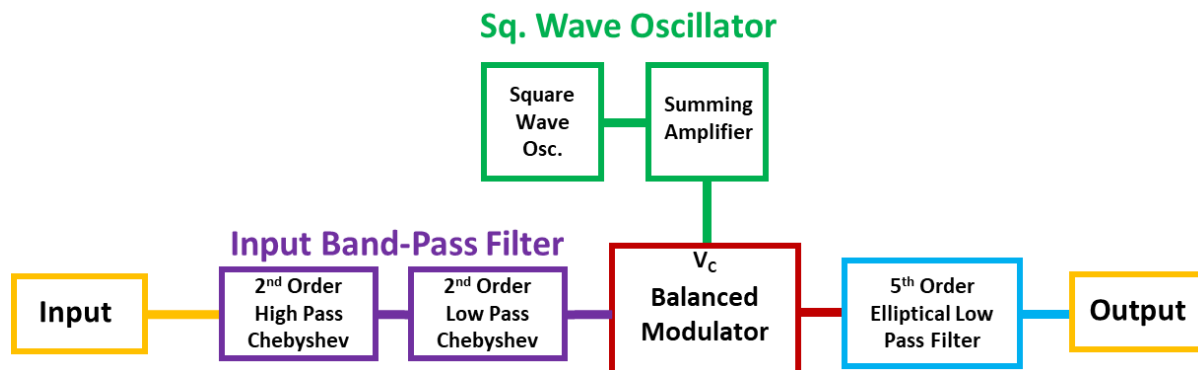 Sq. Wave Oscillator
Square
Wave
Osc.
Summing
Amplifier
Input Band-Pass Filter
Input
2nd Order
High Pass
Chebyshev
2nd Order
Low Pass
Chebyshev
VC
Balanced
Modulator
5th Order
Elliptical Low
Pass Filter
Output